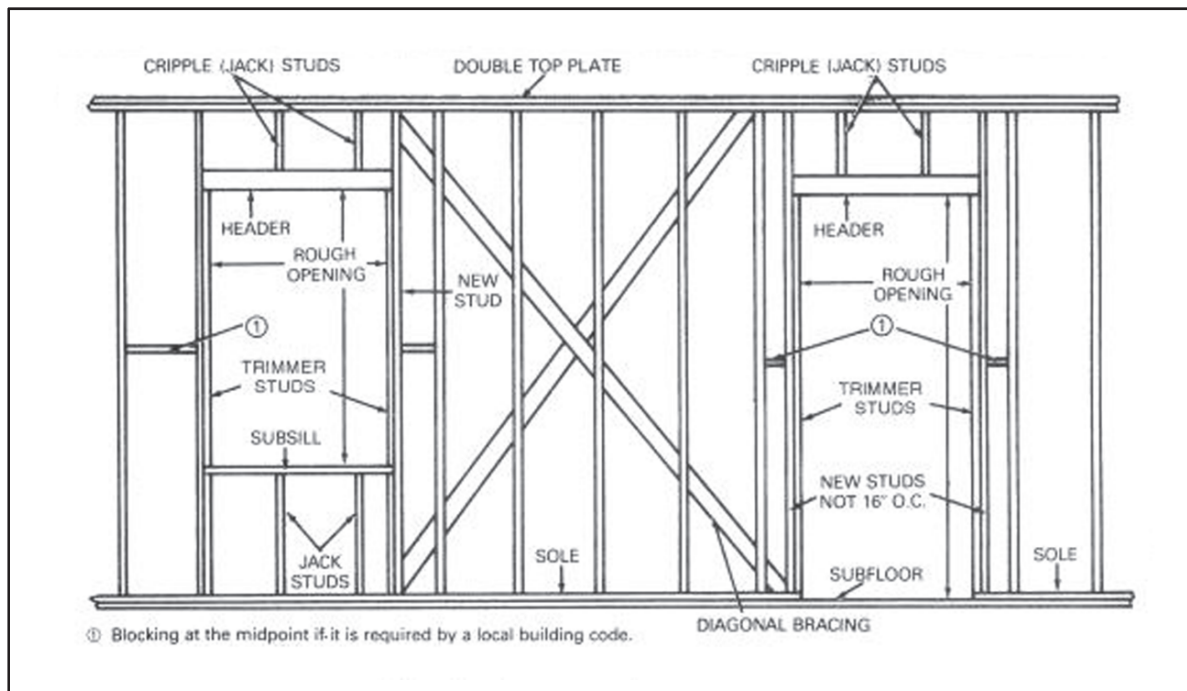 CRIPPLE (JACK) STUDS
DOUBLE TOP PLATE
CRIPPLE (JACK) STUDS
HEADER
ROUGH
OPENING
NEW
STUD
①
TRIMMER
STUDS
SUBSILL
JACK
STUDS
SOLE
HEADER
ROUGH
OPENING
①
TRIMMER
STUDS
NEW STUDS
NOT 16" O.C.
SUBFLOOR
SOLE
DIAGONAL BRACING
① Blocking at the midpoint if it is required by a local building code.